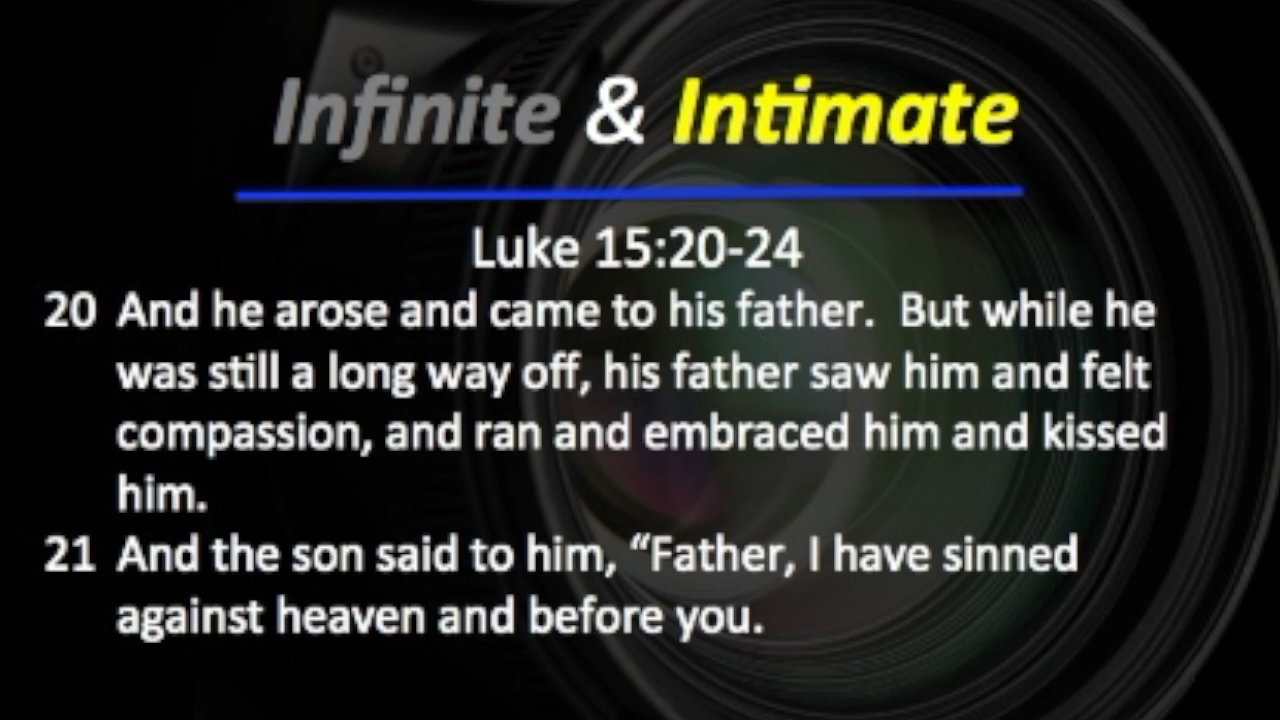 Infinite & Intimate
Luke 15:20-24
20 And he arose and came to his father. But while he
was still a long way off, his father saw him and felt
compassion, and ran and embraced him and kissed
him.
21 And the son said to him, “Father, I have sinned
against heaven and before you.